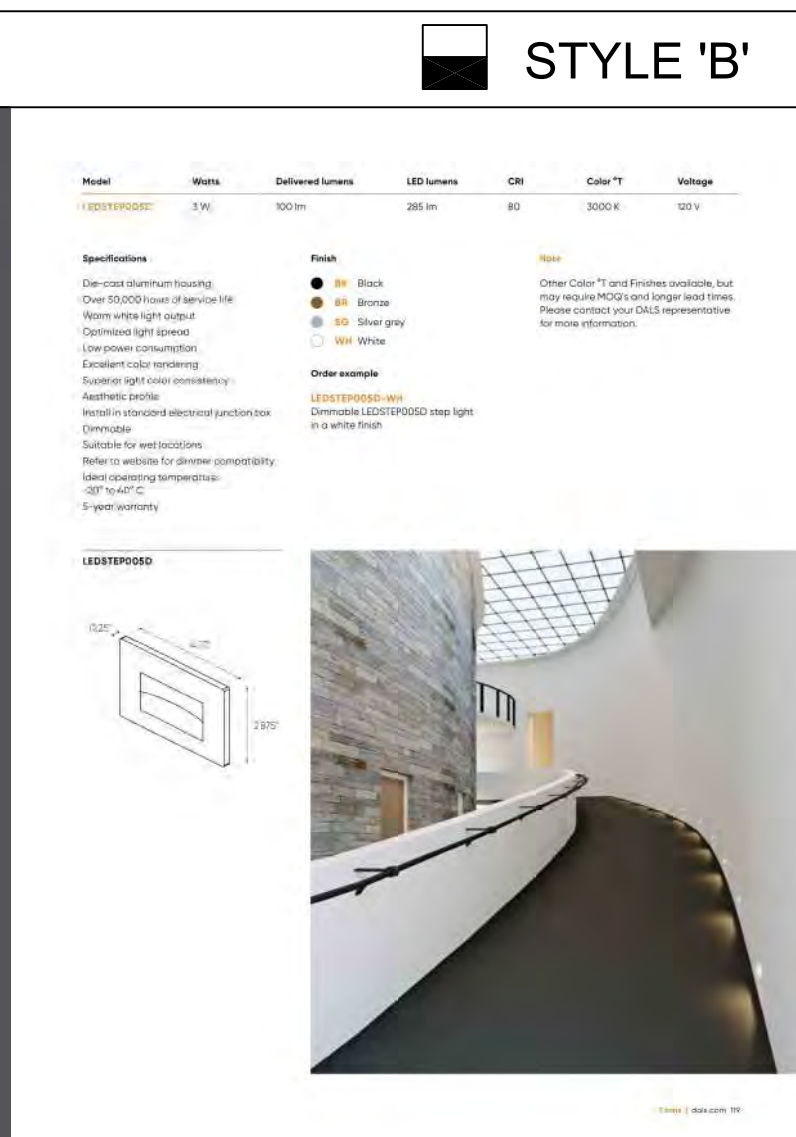 STYLE 'B'
Model Watts Delivered lumens LED lumens CRI Color °T Voltage
LEDSTEP005D 3 W 100 lm 285 lm 80 3000 K 120 V
Specifications
Die-cast aluminum housing
Over 50,000 hours of service life
Warm white light output
Optimized light spread
Low power consumption
Excellent color rendering
Superior light color consistency
Aesthetic profile
Install in standard electrical junction box
Dimmable
Suitable for wet locations
Refer to website for dimmer compatiblity
Ideal operating temperature:
-20° to 40° C
5-year warranty
Finish
BK Black
BR Bronze
SG Silver grey
WH White
Order example
LEDSTEP005D-WH
Dimmable LEDSTEP005D step light
in a white finish
Note
Other Color °T and Finishes available, but
may require MOQ's and longer lead times.
Please contact your DALS representative
for more information.
LEDSTEP005D
0.25"
2.875"
| dals.com 119